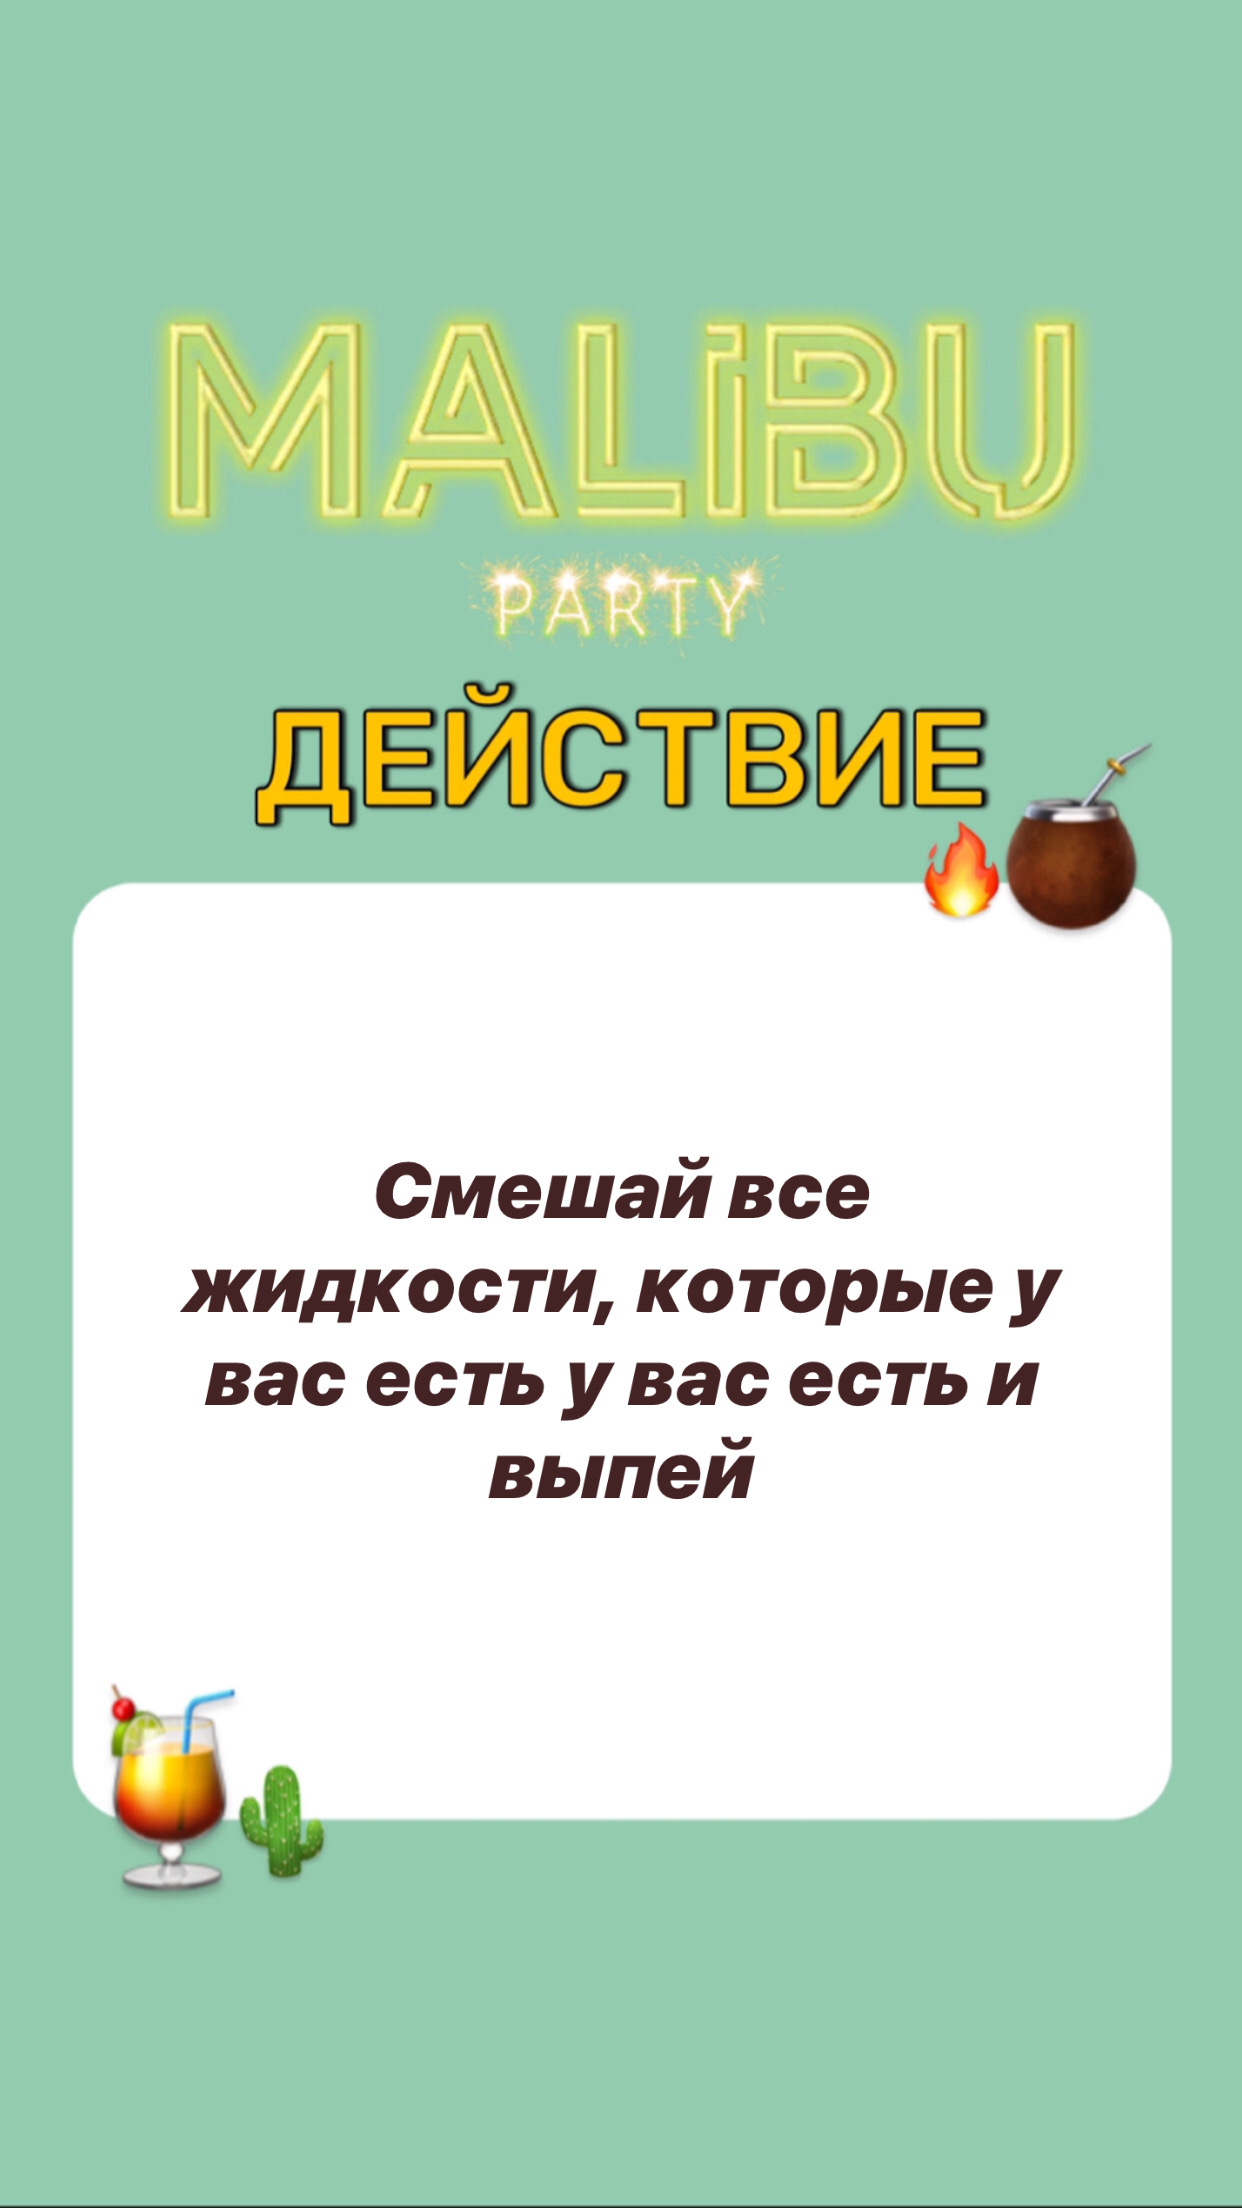 MALiBU
PARTY
ДЕЙСТВИЕ
Смешай все
жидкости, которые у
вас есть у вас есть и
выпей